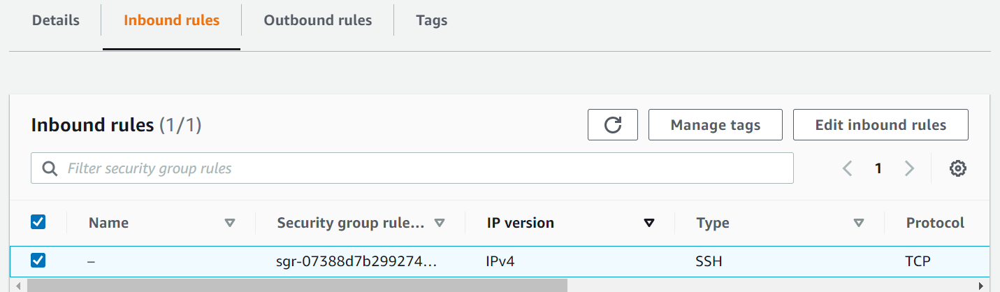 Details Inbound rules Outbound rules Tags
Inbound rules (1/1) Manage tags Edit inbound rules
Filter security group rules 1
Name Security group rule... IP version Type Protocol
– sgr-07388d7b299274... IPv4 SSH TCP